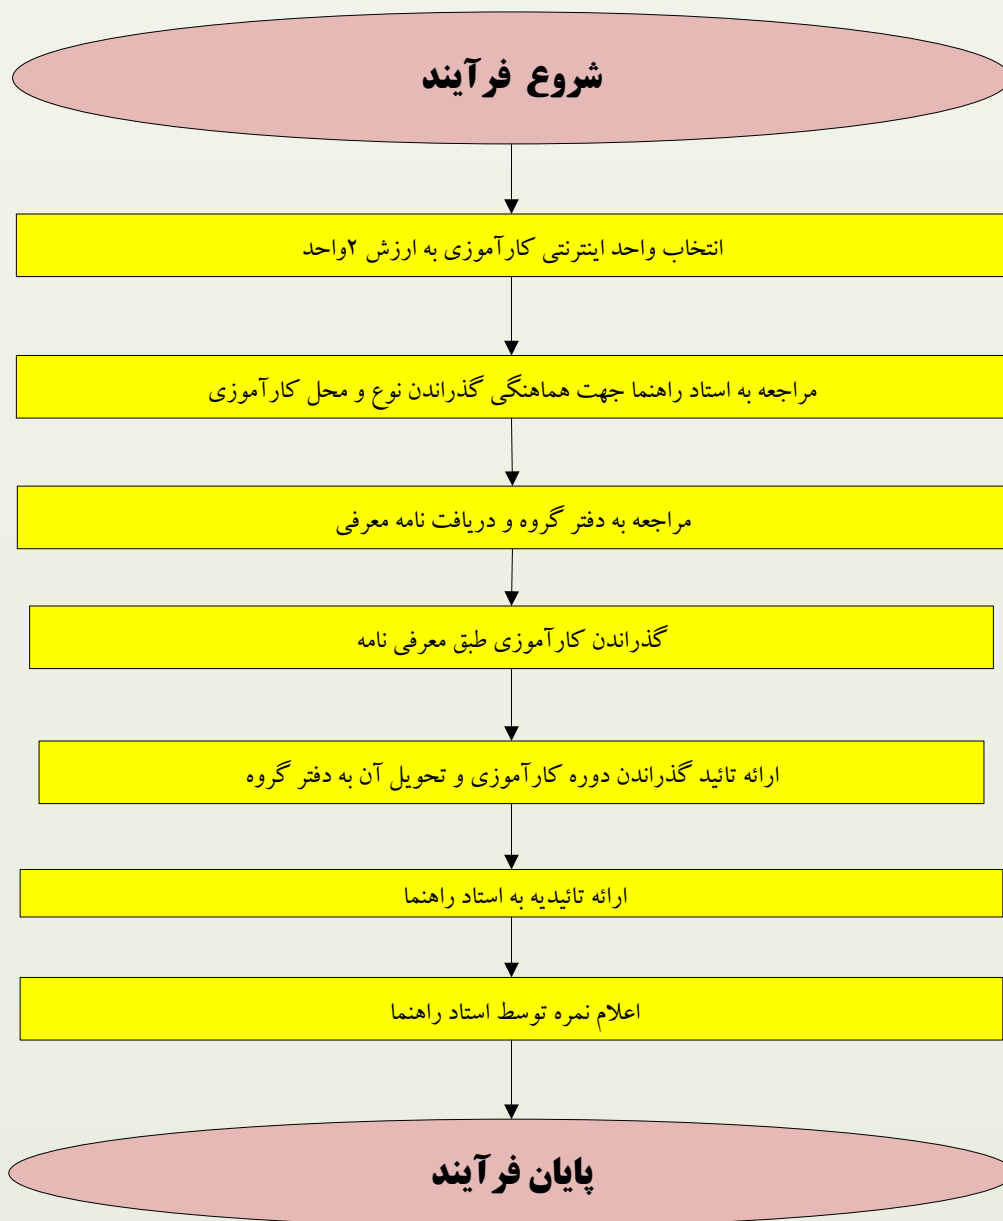 شروع فرآیند
انتخاب واحد اینترنتی کارآموزی به ارزش ۲واحد
مراجعه به استاد راهنما جهت هماهنگی گذراندن نوع و محل کارآموزی
مراجعه به دفتر گروه و دریافت نامه معرفی
گذراندن کارآموزی طبق معرفی نامه
ارائه تائید گذراندن دوره کارآموزی و تحویل آن به دفتر گروه
ارائه تائیدیه به استاد راهنما
اعلام نمره توسط استاد راهنما
پایان فرآیند